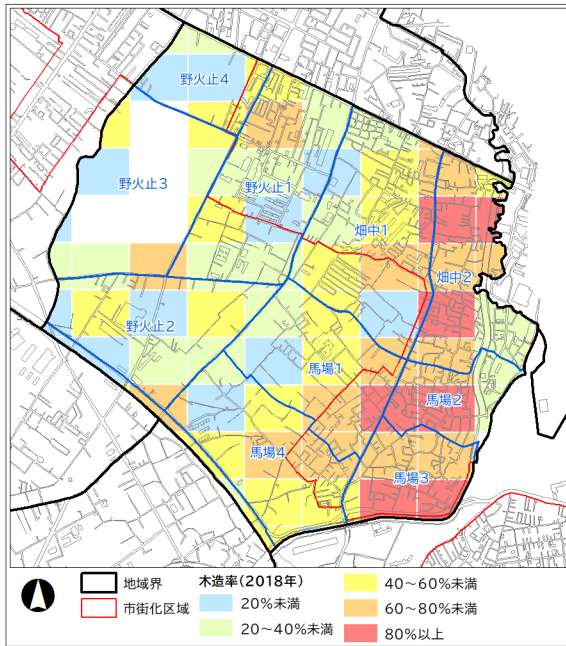 野火止4
野火止3
野火止1
畑中1
畑中2
野火止2
馬場1
馬場2
馬場4
馬場3
地域界
市街化区域
木造率(2018年)
20%未満
20～40%未満
40～60%未満
60～80%未満
80%以上